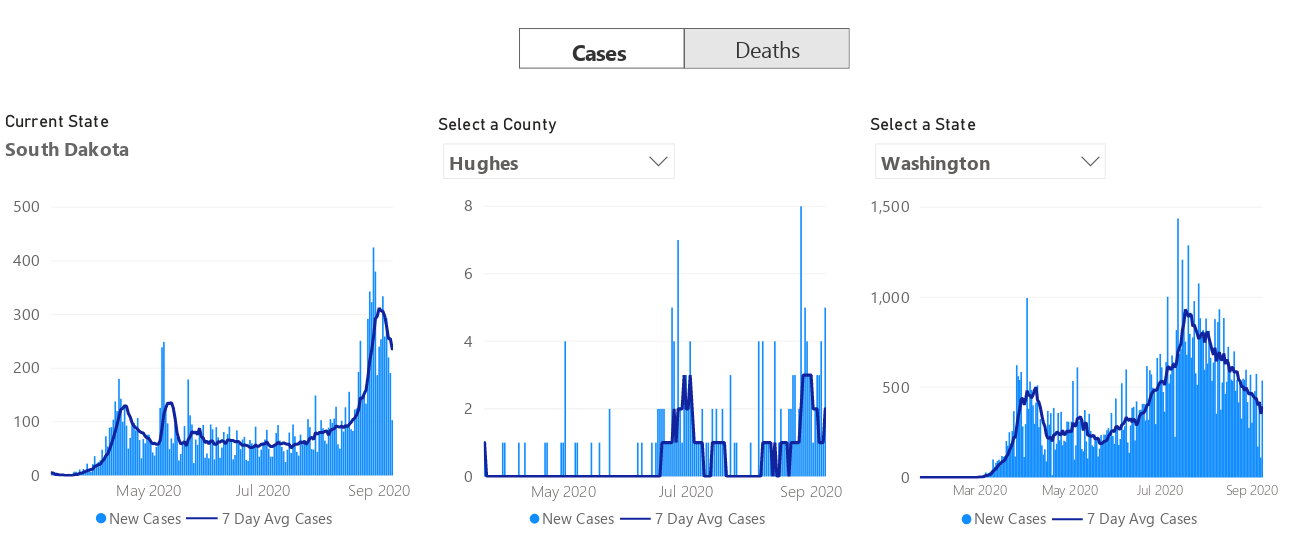 Cases Deaths
Current State
South Dakota
500
400
300
200
100
0
May 2020 Jul 2020 Sep 2020
New Cases 7 Day Avg Cases
Select a County
Hughes
8
6
4
2
0
May 2020 Jul 2020 Sep 2020
New Cases 7 Day Avg Cases
Select a State
Washington
1,500
1,000
500
0
Mar 2020 May 2020 Jul 2020 Sep 2020
New Cases 7 Day Avg Cases